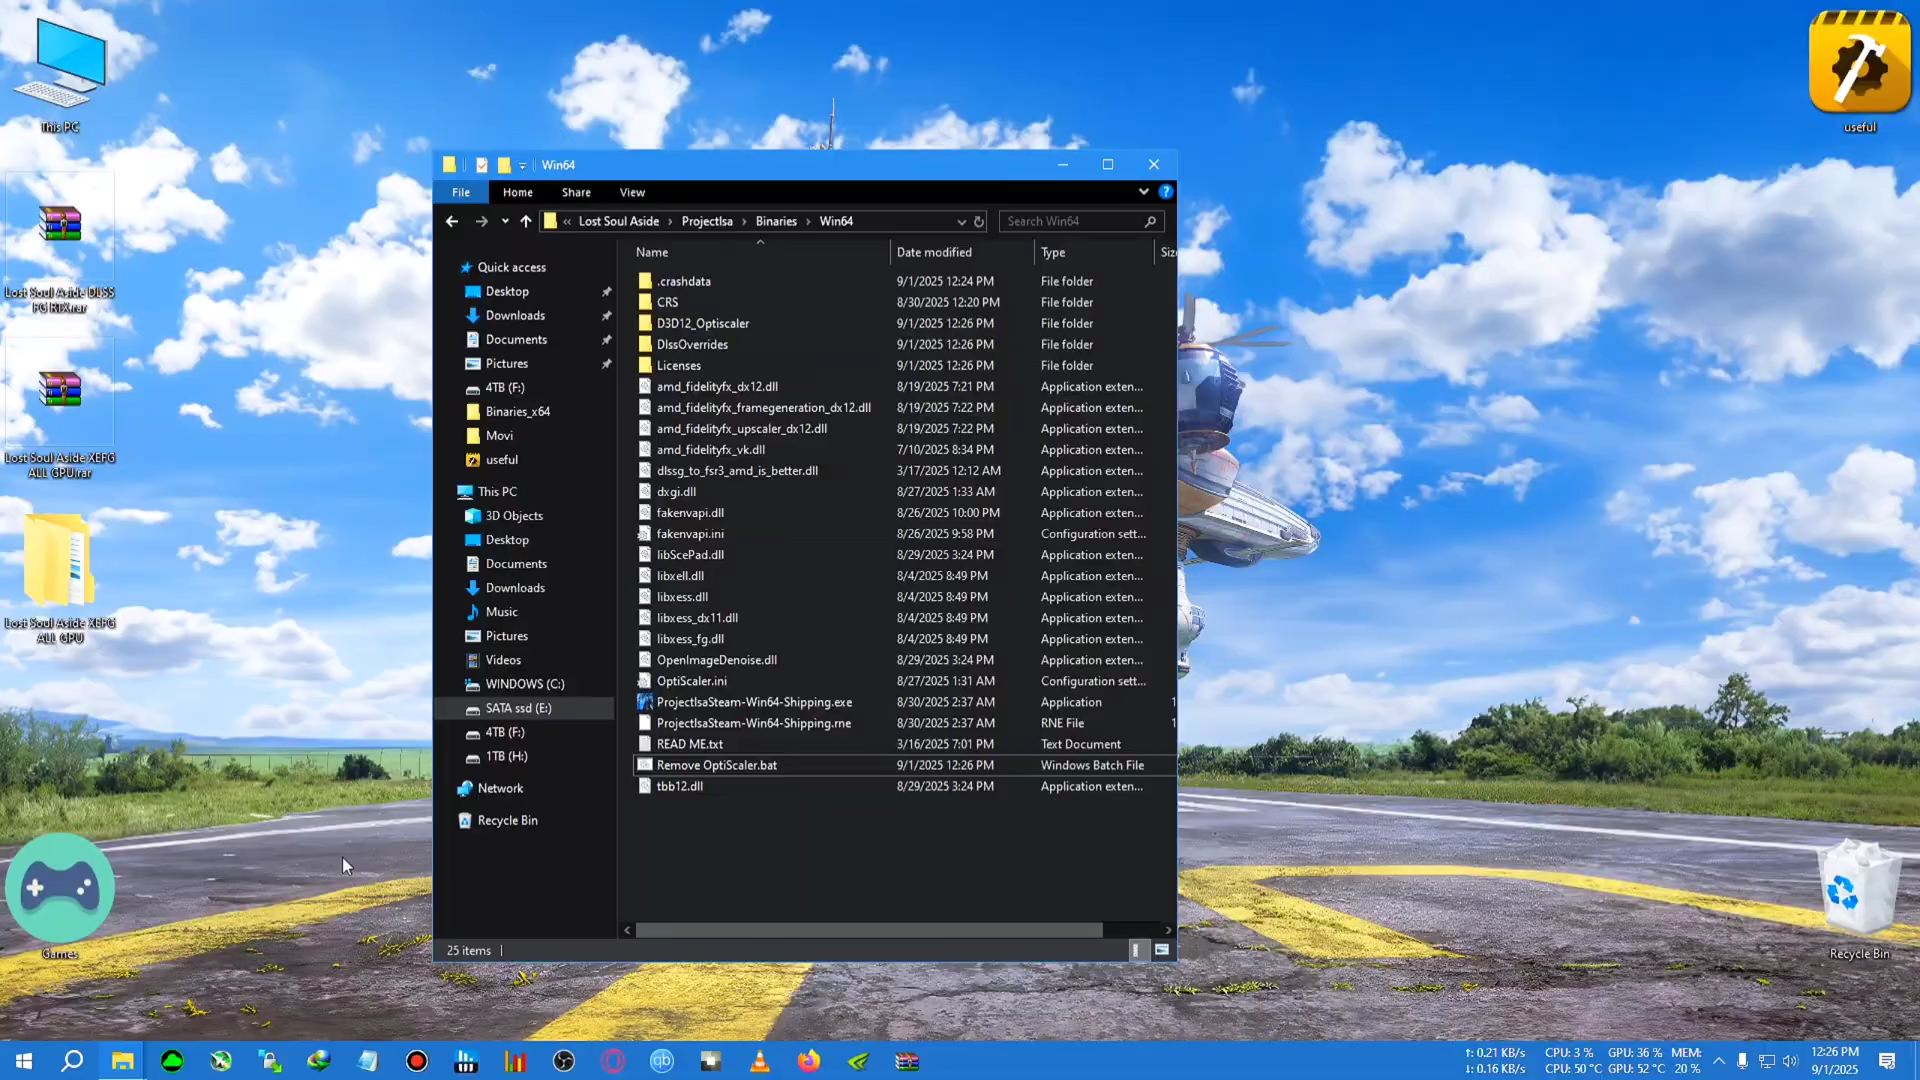 This PC
Lost Soul Aside DLSS
FG RTX.rar
Lost Soul Aside XEFG
ALL GPU.rar
Lost Soul Aside XEFG
ALL GPU
Games
useful
Recycle Bin
Win64
File Home Share View
« Lost Soul Aside › ProjectIsa › Binaries › Win64
Search Win64
Quick access
Desktop
Downloads
Documents
Pictures
4TB (F:)
Binaries_x64
Movi
useful
This PC
3D Objects
Desktop
Documents
Downloads
Music
Pictures
Videos
WINDOWS (C:)
SATA ssd (E:)
4TB (F:)
1TB (H:)
Network
Recycle Bin
Name Date modified Type Siz
.crashdata 9/1/2025 12:24 PM File folder
CRS 8/30/2025 12:20 PM File folder
D3D12_Optiscaler 9/1/2025 12:26 PM File folder
DlssOverrides 9/1/2025 12:26 PM File folder
Licenses 9/1/2025 12:26 PM File folder
amd_fidelityfx_dx12.dll 8/19/2025 7:21 PM Application exten...
amd_fidelityfx_framegeneration_dx12.dll 8/19/2025 7:22 PM Application exten...
amd_fidelityfx_upscaler_dx12.dll 8/19/2025 7:22 PM Application exten...
amd_fidelityfx_vk.dll 7/10/2025 8:34 PM Application exten...
dlssg_to_fsr3_amd_is_better.dll 3/17/2025 12:12 AM Application exten...
dxgi.dll 8/27/2025 1:33 AM Application exten...
fakenvapi.dll 8/26/2025 10:00 PM Application exten...
fakenvapi.ini 8/26/2025 9:58 PM Configuration sett...
libScePad.dll 8/29/2025 3:24 PM Application exten...
libxell.dll 8/4/2025 8:49 PM Application exten...
libxess.dll 8/4/2025 8:49 PM Application exten...
libxess_dx11.dll 8/4/2025 8:49 PM Application exten...
libxess_fg.dll 8/4/2025 8:49 PM Application exten...
OpenImageDenoise.dll 8/29/2025 3:24 PM Application exten...
OptiScaler.ini 8/27/2025 1:31 AM Configuration sett...
ProjectIsaSteam-Win64-Shipping.exe 8/30/2025 2:37 AM Application 1
ProjectIsaSteam-Win64-Shipping.rne 8/30/2025 2:37 AM RNE File 1
READ ME.txt 3/16/2025 7:01 PM Text Document
Remove OptiScaler.bat 9/1/2025 12:26 PM Windows Batch File
tbb12.dll 8/29/2025 3:24 PM Application exten...
25 items
qb
↑: 0.21 KB/s CPU: 3 % GPU: 36 % MEM:
↓: 0.16 KB/s CPU: 50 °C GPU: 52 °C 20 %
12:26 PM
9/1/2025